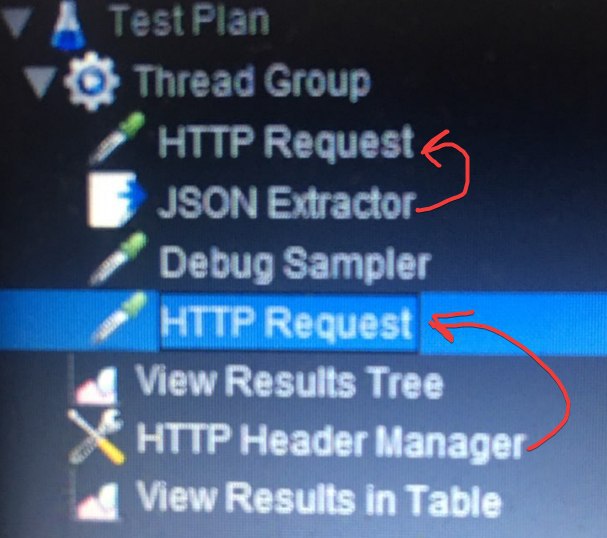 Test Plan
Thread Group
HTTP Request
JSON Extractor
Debug Sampler
HTTP Request
View Results Tree
HTTP Header Manager
View Results in Table